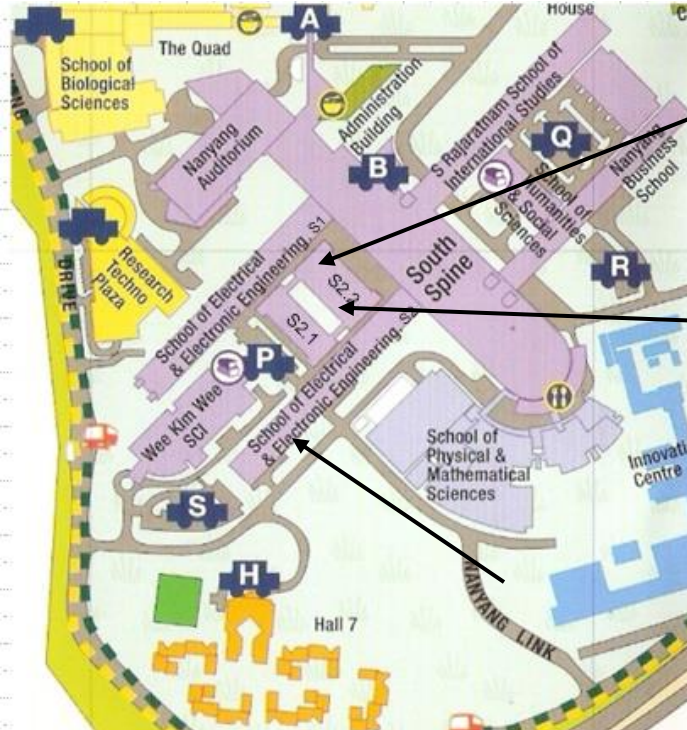 House
A
The Quad
School of
Biological
Sciences
Administration
Building
Nanyang
Auditorium
B
S Rajaratnam School of
International Studies
Q
School of
Humanities
& Social
Sciences
Nanyang
Business
School
R
South
Spine
School of Electrical
& Electronic Engineering, S1
S2.2
S2.1
School of Electrical
& Electronic Engineering, S2
Research
Techno
Plaza
DRIVE
P
Wee Kim Wee
SCI
S
School of
Physical &
Mathematical
Sciences
Centre
H
Hall 7
NANYANG LINK